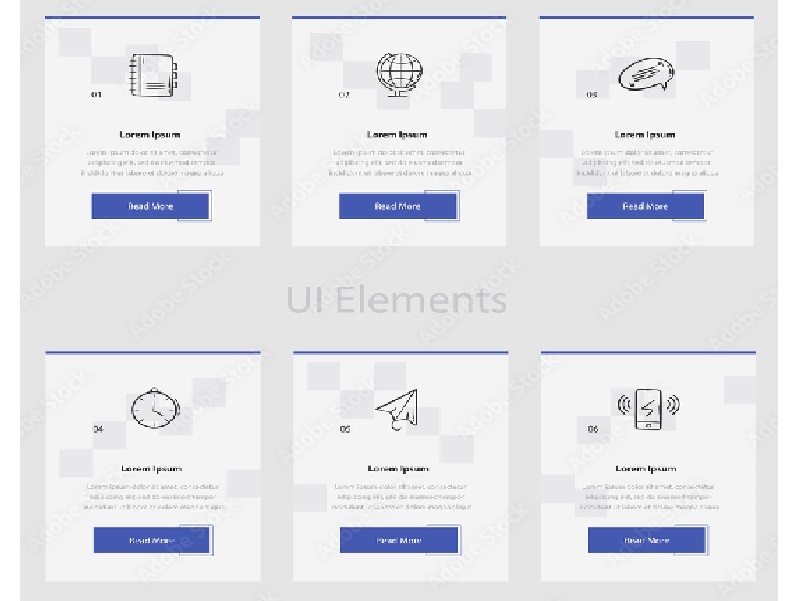 01
Lorem Ipsum
Lorem ipsum dolor sit amet, consectetur
adipiscing elit, sed do eiusmod tempor
incididunt ut labore et dolore magna aliqua
Read More
02
Lorem Ipsum
Lorem ipsum dolor sit amet, consectetur
adipiscing elit, sed do eiusmod tempor
incididunt ut labore et dolore magna aliqua
Read More
03
Lorem Ipsum
Lorem ipsum dolor sit amet, consectetur
adipiscing elit, sed do eiusmod tempor
incididunt ut labore et dolore magna aliqua
Read More
UI Elements
04
Lorem Ipsum
Lorem ipsum dolor sit amet, consectetur
adipiscing elit, sed do eiusmod tempor
incididunt ut labore et dolore magna aliqua
Read More
05
Lorem Ipsum
Lorem ipsum dolor sit amet, consectetur
adipiscing elit, sed do eiusmod tempor
incididunt ut labore et dolore magna aliqua
Read More
06
Lorem Ipsum
Lorem ipsum dolor sit amet, consectetur
adipiscing elit, sed do eiusmod tempor
incididunt ut labore et dolore magna aliqua
Read More
Adobe Stock